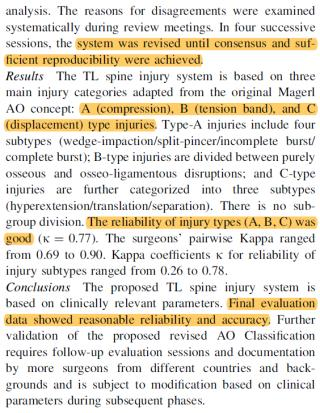 analysis. The reasons for disagreements were examined
systematically during review meetings. In four successive
sessions, the system was revised until consensus and suf-
ficient reproducibility were achieved.
Results The TL spine injury system is based on three
main injury categories adapted from the original Magerl
AO concept: A (compression), B (tension band), and C
(displacement) type injuries. Type-A injuries include four
subtypes (wedge-impaction/split-pincer/incomplete burst/
complete burst); B-type injuries are divided between purely
osseous and osseo-ligamentous disruptions; and C-type
injuries are further categorized into three subtypes
(hyperextension/translation/separation). There is no sub-
group division. The reliability of injury types (A, B, C) was
good (κ = 0.77). The surgeons' pairwise Kappa ranged
from 0.69 to 0.90. Kappa coefficients κ for reliability of
injury subtypes ranged from 0.26 to 0.78.
Conclusions The proposed TL spine injury system is
based on clinically relevant parameters. Final evaluation
data showed reasonable reliability and accuracy. Further
validation of the proposed revised AO Classification
requires follow-up evaluation sessions and documentation
by more surgeons from different countries and back-
grounds and is subject to modification based on clinical
parameters during subsequent phases.